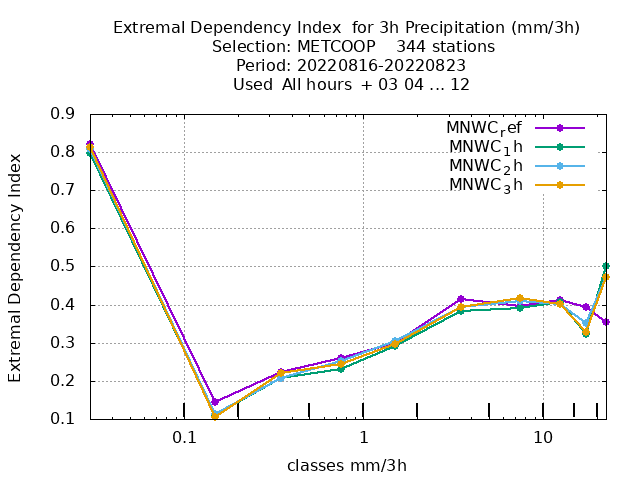 Extremal Dependency Index  for 3h Precipitation (mm/3h)
Selection: METCOOP    344 stations
Period: 20220816-20220823
Used  All hours  + 03 04 ... 12
MNWC_ref
MNWC_1h
MNWC_2h
MNWC_3h
Extremal Dependency Index
0.9
0.8
0.7
0.6
0.5
0.4
0.3
0.2
0.1
0.1 1 10
classes mm/3h